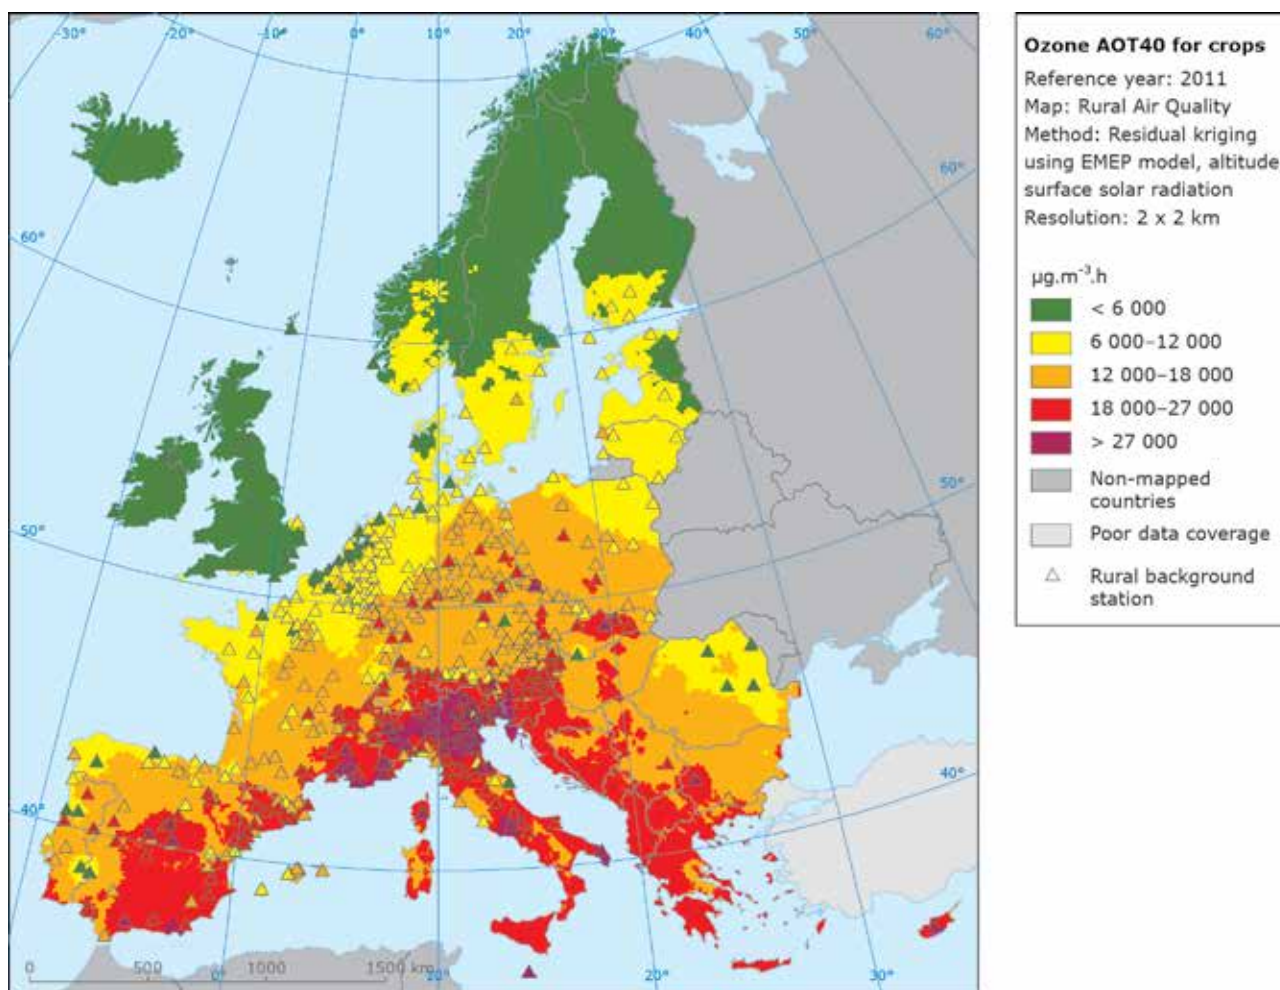 -30° -20° -10° 0° 10° 20° 30° 40° 50° 60°
60°
50°
40°
60°
50°
40°
0 500 1000 1500 km
0° 20° 20° 30°
Ozone AOT40 for crops
Reference year: 2011
Map: Rural Air Quality
Method: Residual kriging
using EMEP model, altitude
surface solar radiation
Resolution: 2 x 2 km
µg.m⁻³.h
< 6 000
6 000–12 000
12 000–18 000
18 000–27 000
> 27 000
Non-mapped
countries
Poor data coverage
Rural background
station